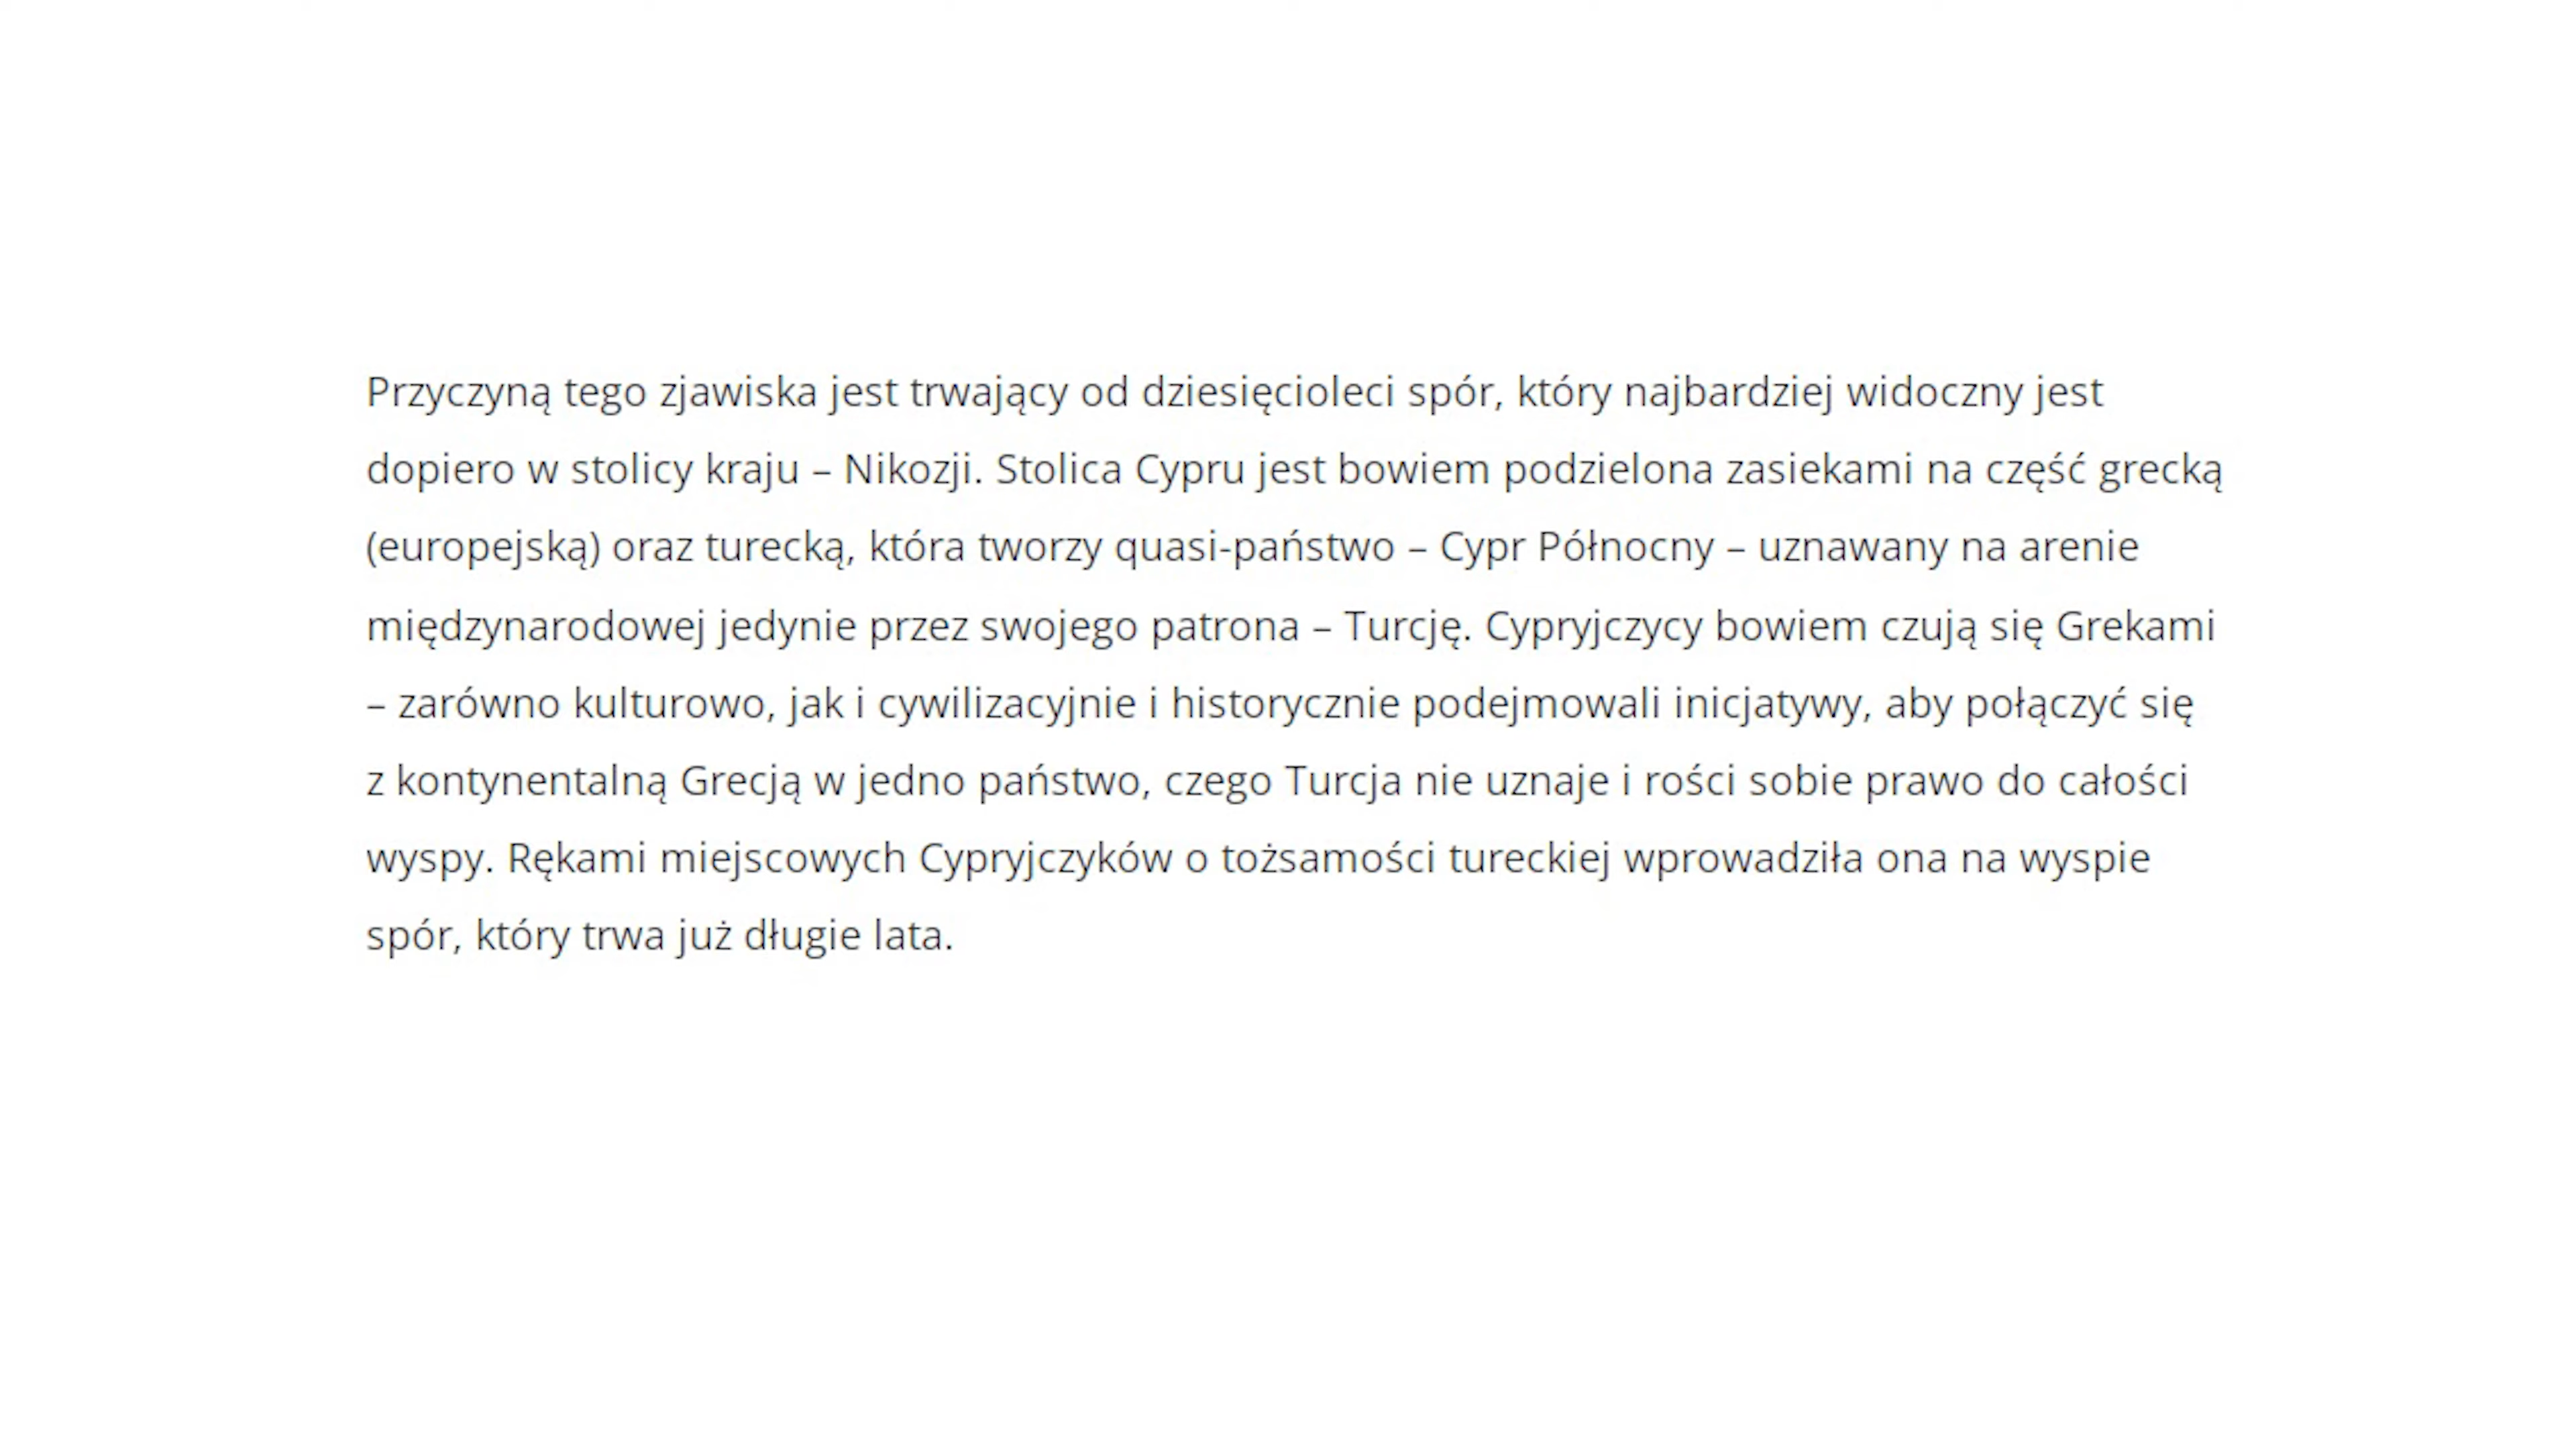 Przyczyną tego zjawiska jest trwający od dziesięcioleci spór, który najbardziej widoczny jest
dopiero w stolicy kraju – Nikozji. Stolica Cypru jest bowiem podzielona zasiekami na część grecką
(europejską) oraz turecką, która tworzy quasi-państwo – Cypr Północny – uznawany na arenie
międzynarodowej jedynie przez swojego patrona – Turcję. Cypryjczycy bowiem czują się Grekami
– zarówno kulturowo, jak i cywilizacyjnie i historycznie podejmowali inicjatywy, aby połączyć się
z kontynentalną Grecją w jedno państwo, czego Turcja nie uznaje i rości sobie prawo do całości
wyspy. Rękami miejscowych Cypryjczyków o tożsamości tureckiej wprowadziła ona na wyspie
spór, który trwa już długie lata.